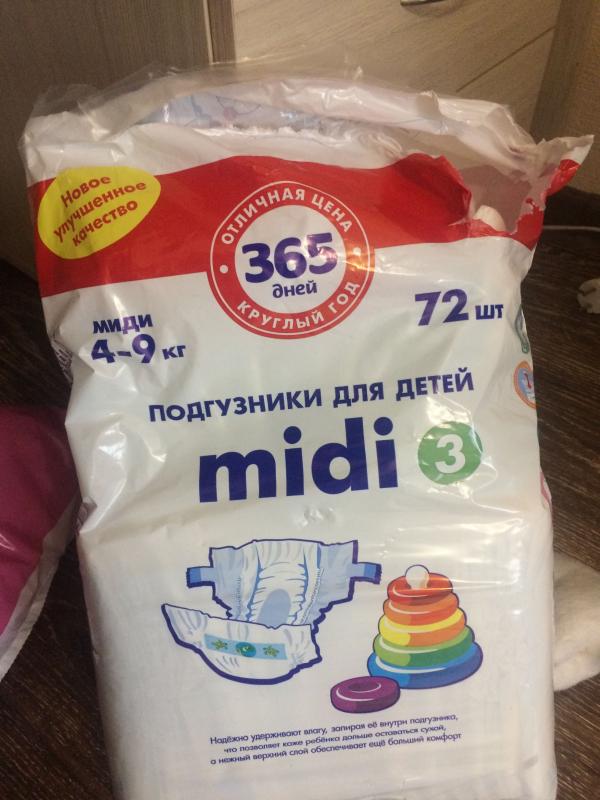 Новое
улучшенное
качество
ОТЛИЧНАЯ ЦЕНА
365
дней
КРУГЛЫЙ ГОД
МИДИ
4-9 кг
72 шт
ПОДГУЗНИКИ ДЛЯ ДЕТЕЙ
midi 3
Надёжно удерживают влагу, запирая её внутри подгузника,
что позволяет коже ребёнка дольше оставаться сухой,
а нежный верхний слой обеспечивает ещё больший комфорт